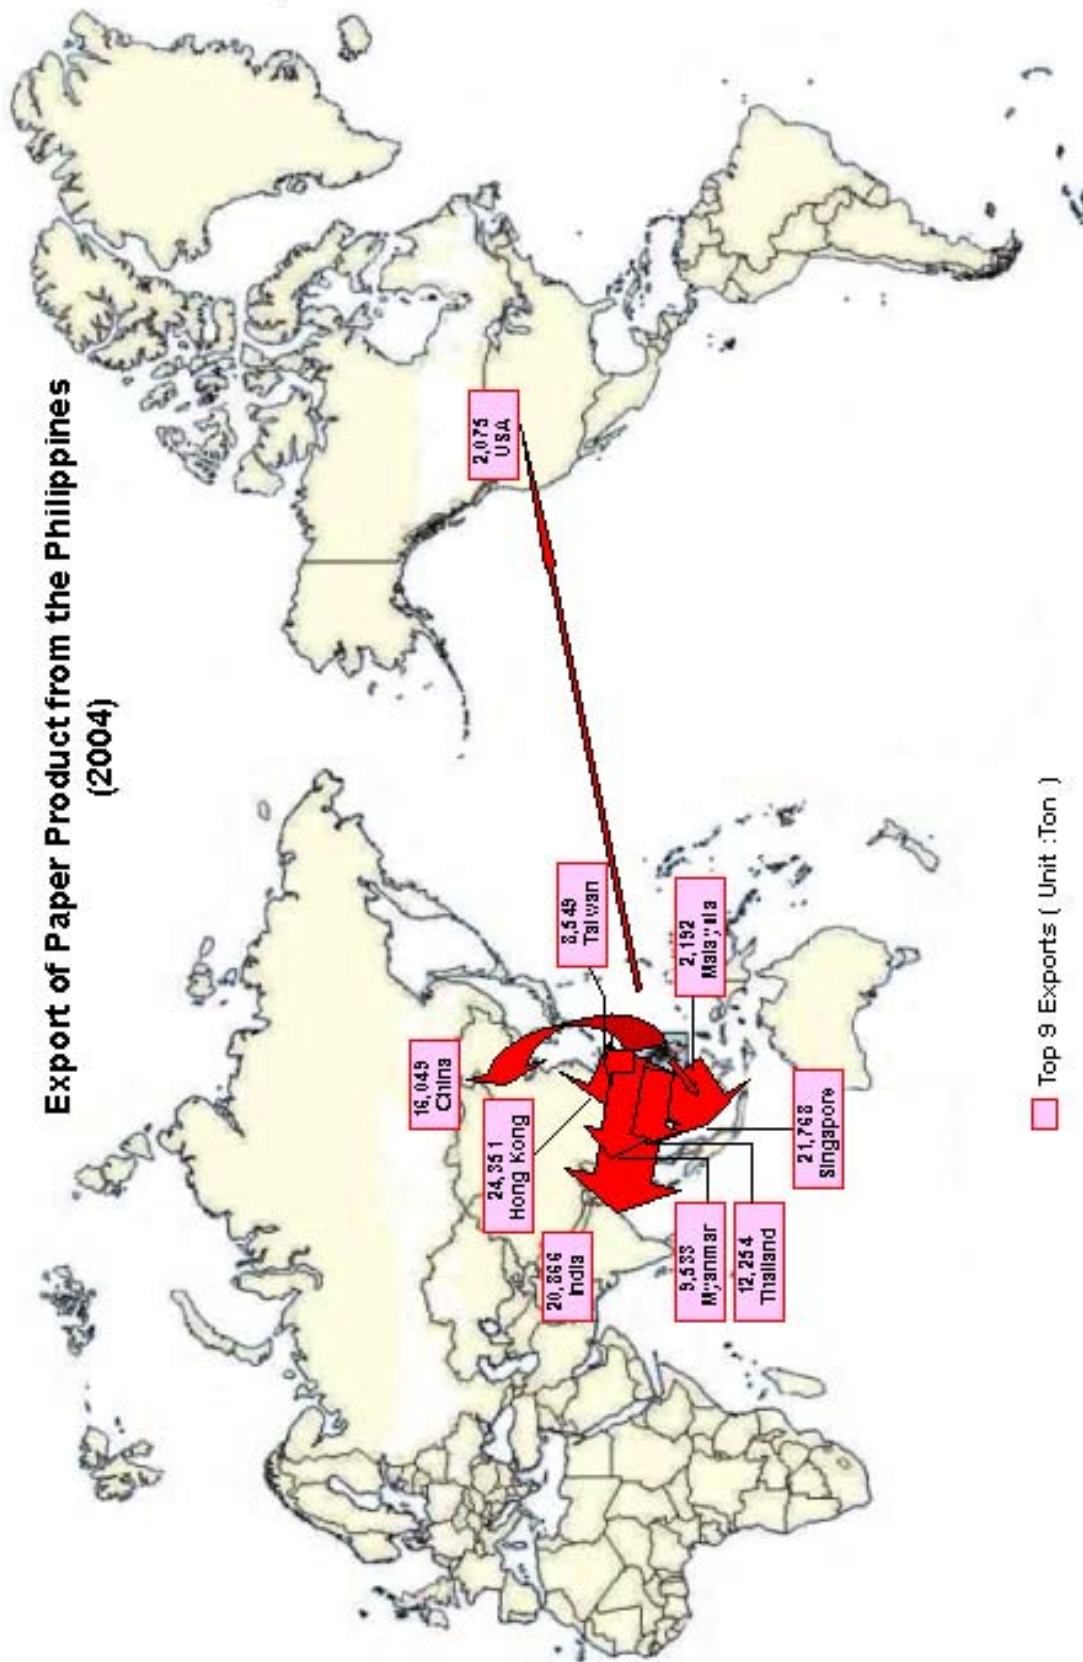 Export of Paper Product from the Philippines
(2004)
2,075
USA
8,549
Taiwan
2,192
Malaysia
16,049
China
24,351
Hong Kong
21,768
Singapore
20,866
India
9,533
Myanmar
12,254
Thailand
Top 9 Exports ( Unit :Ton )